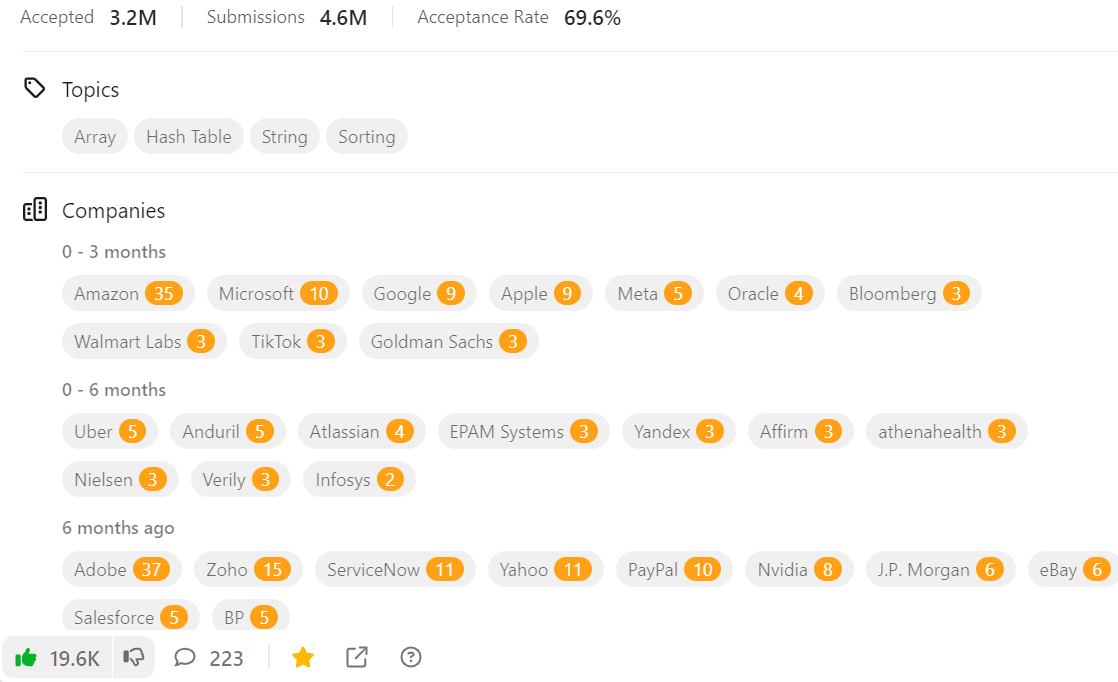 Accepted 3.2M Submissions 4.6M Acceptance Rate 69.6%
Topics
Array Hash Table String Sorting
Companies
0 - 3 months
Amazon 35 Microsoft 10 Google 9 Apple 9 Meta 5 Oracle 4 Bloomberg 3
Walmart Labs 3 TikTok 3 Goldman Sachs 3
0 - 6 months
Uber 5 Anduril 5 Atlassian 4 EPAM Systems 3 Yandex 3 Affirm 3 athenahealth 3
Nielsen 3 Verily 3 Infosys 2
6 months ago
Adobe 37 Zoho 15 ServiceNow 11 Yahoo 11 PayPal 10 Nvidia 8 J.P. Morgan 6 eBay 6
Salesforce 5 BP 5
19.6K 223